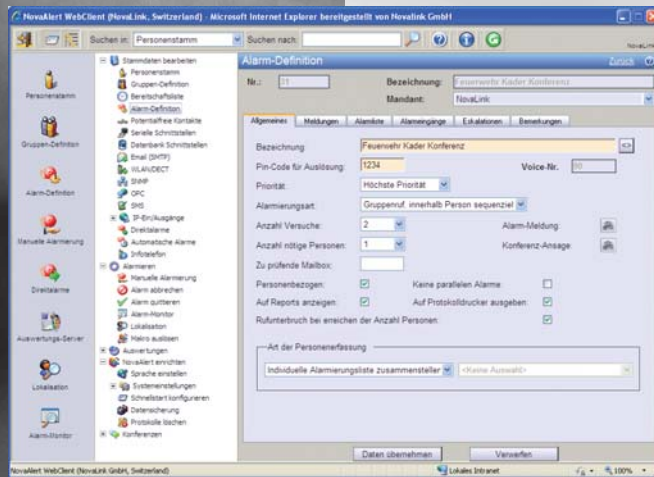 NovaAlert WebClient (NovaLink, Switzerland) - Microsoft Internet Explorer bereitgestellt von Novalink GmbH
Suchen in: Personenstamm Suchen nach:
Personenstamm
Gruppen-Definition
Alarm-Definition
Manuelle Alarmierung
Direktalarme
Auswertungs-Server
Lokalisation
Alarm-Monitor
Stammdaten bearbeiten
Personenstamm
Gruppen-Definition
Bereitschaftsliste
Alarm-Definition
Potentialfreie Kontakte
Serielle Schnittstellen
Datenbank Schnittstellen
Email (SMTP)
WLAN/DECT
SNMP
OPC
SMS
IP-Ein/Ausgänge
Direktalarme
Automatische Alarme
Infotelefon
Alarmieren
Manuelle Alarmierung
Alarm abbrechen
Alarm quittieren
Alarm-Monitor
Lokalisation
Makro auslösen
Auswertungen
NovaAlert einrichten
Sprache einstellen
Systemeinstellungen
Schnellstart konfigurieren
Datensicherung
Protokolle löschen
Konferenzen
Alarm-Definition Zurück
Nr.: 31 Bezeichnung: Feuerwehr Kader Konferenz
Mandant: NovaLink
Allgemeines Meldungen Alarmliste Alarmeingänge Eskalationen Bemerkungen
Bezeichnung: Feuerwehr Kader Konferenz
Pin-Code für Auslösung: 1234 Voice-Nr.
Priorität: Höchste Priorität
Alarmierungsart: Gruppenruf, innerhalb Person sequenziel
Anzahl Versuche: 2 Alarm-Meldung:
Anzahl nötige Personen: 1 Konferenz-Ansage:
Zu prüfende Mailbox:
Personenbezogen: Keine parallelen Alarme
Auf Reports anzeigen: Auf Protokolldrucker ausgeben:
Rufunterbruch bei erreichen der Anzahl Personen:
Art der Personenerfassung
Individuelle Alarmierungsliste zusammensteller <Keine Auswahl>
Daten übernehmen Verwerfen
NovaAlert WebClient (NovaLink GmbH, Switzerland) Lokales Intranet 100%